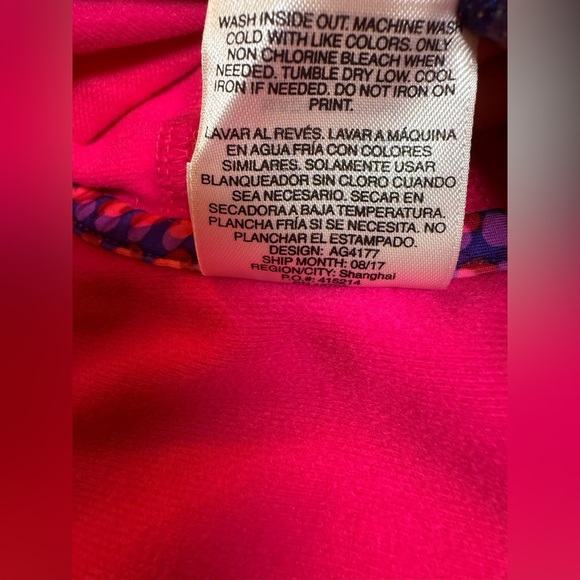 WASH INSIDE OUT. MACHINE WASH
COLD WITH LIKE COLORS. ONLY
NON CHLORINE BLEACH WHEN
NEEDED. TUMBLE DRY LOW. COOL
IRON IF NEEDED. DO NOT IRON ON
PRINT.
LAVAR AL REVÉS. LAVAR A MÁQUINA
EN AGUA FRÍA CON COLORES
SIMILARES. SOLAMENTE USAR
BLANQUEADOR SIN CLORO CUANDO
SEA NECESARIO. SECAR EN
SECADORA A BAJA TEMPERATURA.
PLANCHA FRÍA SI SE NECESITA. NO
PLANCHAR EL ESTAMPADO.
DESIGN: AG4177
SHIP MONTH: 08/17
REGION/CITY: Shanghai
P.O.#: 415214